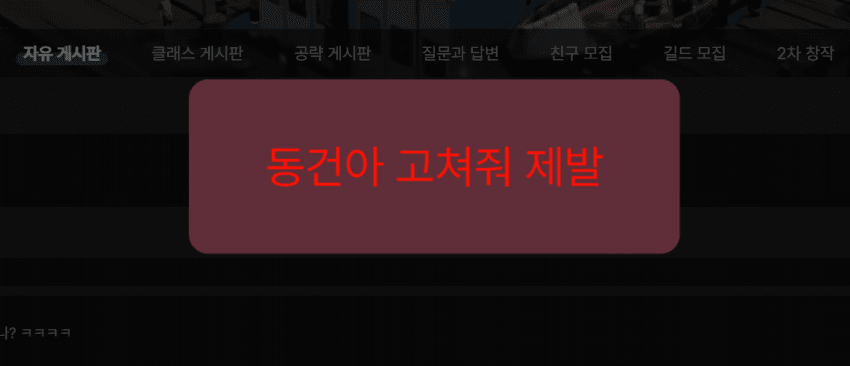 자유 게시판 클래스 게시판 공략 게시판 질문과 답변 친구 모집 길드 모집 2차 창작
동건아 고쳐줘 제발
나? ㅋㅋㅋㅋ